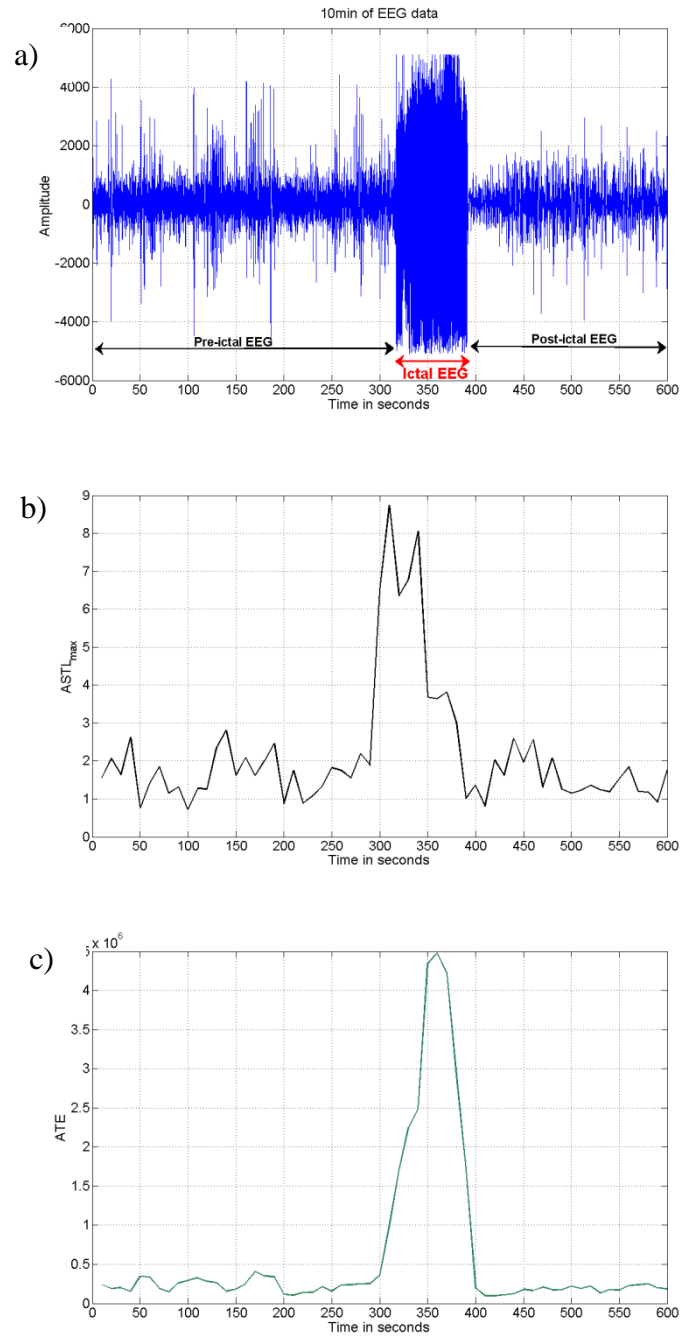 a)
10min of EEG data
6000
4000
2000
0
-2000
-4000
-6000
Amplitude
Pre-ictal EEG
Ictal EEG
Post-ictal EEG
0 50 100 150 200 250 300 350 400 450 500 550 600
Time in seconds
b)
9
8
7
6
5
4
3
2
1
0
ASTLmax
0 50 100 150 200 250 300 350 400 450 500 550 600
Time in seconds
c)
5 x 10⁶
4
3.5
3
2.5
2
1.5
1
0.5
0
ATE
0 50 100 150 200 250 300 350 400 450 500 550 600
Time in seconds